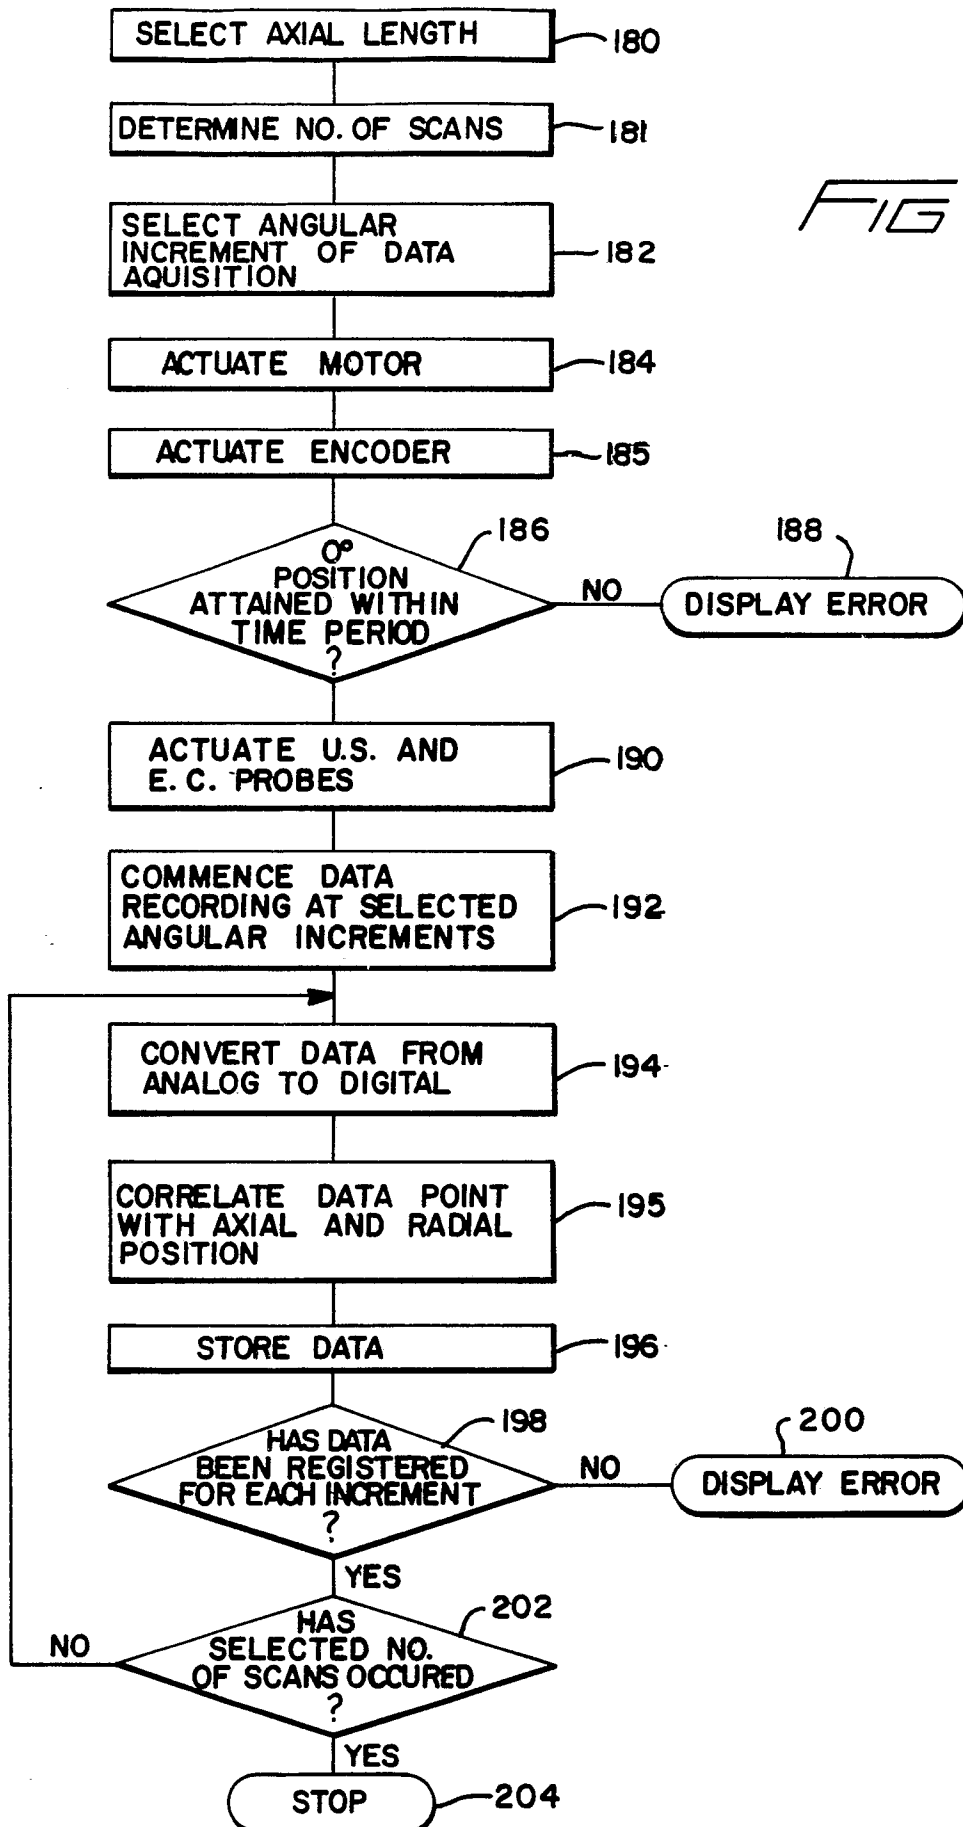 SELECT AXIAL LENGTH
180
DETERMINE NO. OF SCANS
181
FIG
SELECT ANGULAR
INCREMENT OF DATA
AQUISITION
182
ACTUATE MOTOR
184
ACTUATE ENCODER
185
0°
POSITION
ATTAINED WITHIN
TIME PERIOD
?
186
NO
188
DISPLAY ERROR
ACTUATE U.S. AND
E. C. PROBES
190
COMMENCE DATA
RECORDING AT SELECTED
ANGULAR INCREMENTS
192
CONVERT DATA FROM
ANALOG TO DIGITAL
194
CORRELATE DATA POINT
WITH AXIAL AND RADIAL
POSITION
195
STORE DATA
196
HAS DATA
BEEN REGISTERED
FOR EACH INCREMENT
?
198
NO
200
DISPLAY ERROR
YES
HAS
SELECTED NO.
OF SCANS OCCURED
?
202
NO
YES
STOP
204